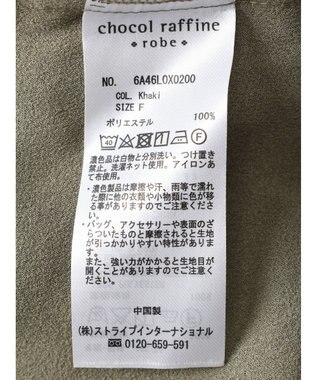 chocol raffine
robe
NO. 6A46L0X0200
COL. Khaki
SIZE F
ポリエステル 100%
40
濃色品は白物と分別洗い。つけ置き
禁止。洗濯ネット使用。アイロンあ
て布使用。
・濃色製品は摩擦や汗、雨等で濡れ
た際に他の衣類や小物類に色が移
る事がありますのでご注意くださ
い。
・バッグ、アクセサリーや表面のざ
らついたものと摩擦されると生地
が引っかかりやすい特性がありま
す。
また、強い力がかかると生地目が
開くことがありますのでご注意く
ださい。
中国製
(株)ストライプインターナショナル
☏ 0120-659-591